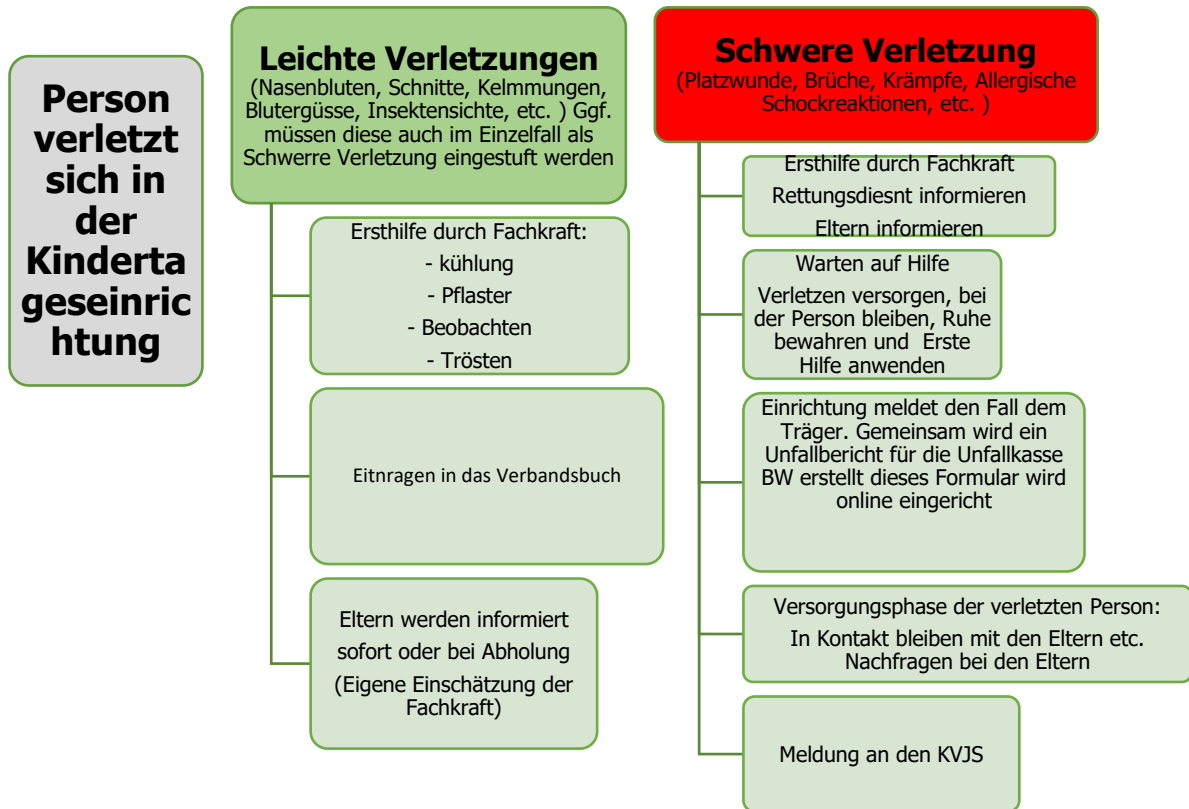 Person
verletzt
sich in
der
Kinderta
geseinric
htung
Leichte Verletzungen
(Nasenbluten, Schnitte, Kelmmungen,
Blutergüsse, Insektensichte, etc. ) Ggf.
müssen diese auch im Einzelfall als
Schwerre Verletzung eingestuft werden
Ersthilfe durch Fachkraft:
- kühlung
- Pflaster
- Beobachten
- Trösten
Eitnragen in das Verbandsbuch
Eltern werden informiert
sofort oder bei Abholung
(Eigene Einschätzung der
Fachkraft)
Schwere Verletzung
(Platzwunde, Brüche, Krämpfe, Allergische
Schockreaktionen, etc. )
Ersthilfe durch Fachkraft
Rettungsdiesnt informieren
Eltern informieren
Warten auf Hilfe
Verletzen versorgen, bei
der Person bleiben, Ruhe
bewahren und  Erste
Hilfe anwenden
Einrichtung meldet den Fall dem
Träger. Gemeinsam wird ein
Unfallbericht für die Unfallkasse
BW erstellt dieses Formular wird
online eingericht
Versorgungsphase der verletzten Person:
In Kontakt bleiben mit den Eltern etc.
Nachfragen bei den Eltern
Meldung an den KVJS